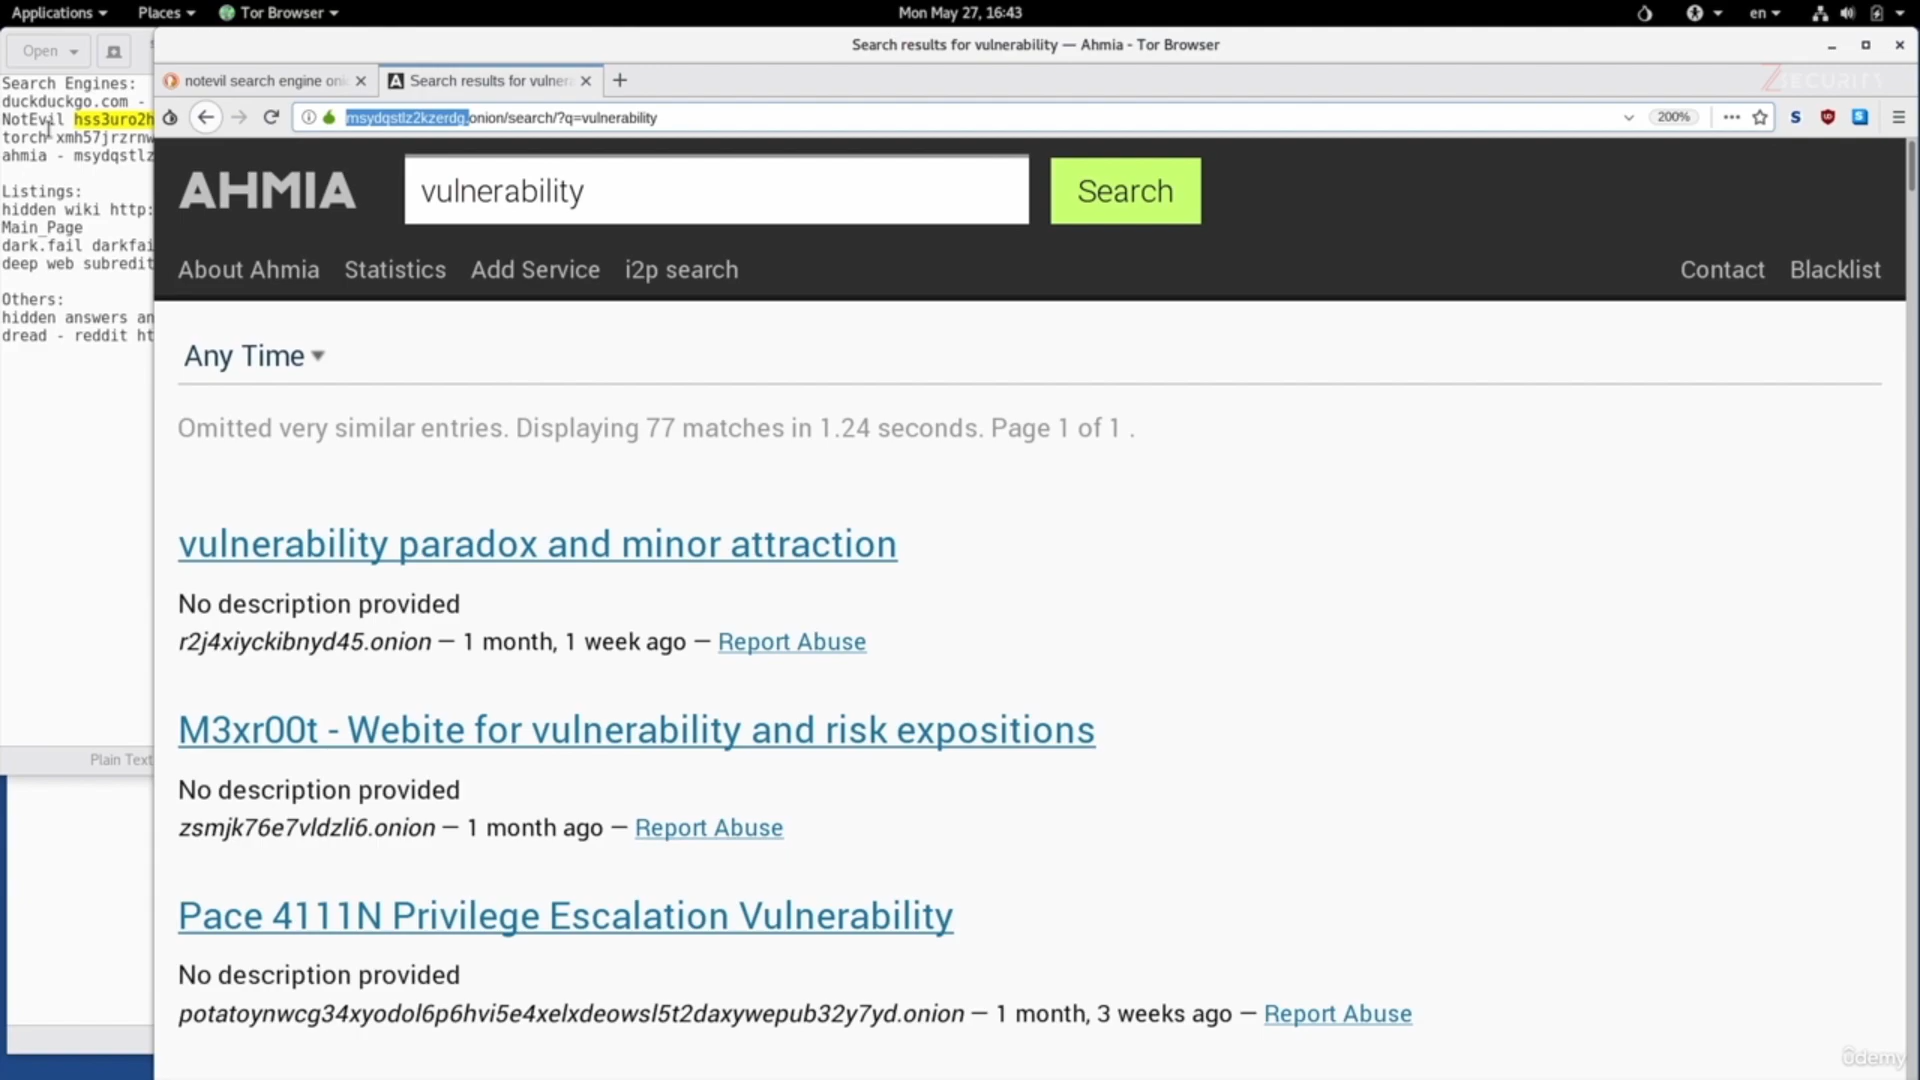 Applications Places Tor Browser Mon May 27, 16:43 en
Search results for vulnerability — Ahmia - Tor Browser
Open
notevil search engine oni Search results for vulner
msydqstlz2kzerdg.onion/search/?q=vulnerability 200%
ZSECURITY
Search Engines:
duckduckgo.com -
NotEvil hss3uro2h
torch xmh57jrzrnw
ahmia - msydqstlz
Listings:
hidden wiki http:
Main_Page
dark.fail darkfai
deep web subredit
Others:
hidden answers an
dread - reddit ht
Plain Text
AHMIA vulnerability Search
About Ahmia Statistics Add Service i2p search Contact Blacklist
Any Time
Omitted very similar entries. Displaying 77 matches in 1.24 seconds. Page 1 of 1 .
vulnerability paradox and minor attraction
No description provided
r2j4xiyckibnyd45.onion — 1 month, 1 week ago — Report Abuse
M3xr00t - Webite for vulnerability and risk expositions
No description provided
zsmjk76e7vldzli6.onion — 1 month ago — Report Abuse
Pace 4111N Privilege Escalation Vulnerability
No description provided
potatoynwcg34xyodol6p6hvi5e4xelxdeowsl5t2daxywepub32y7yd.onion — 1 month, 3 weeks ago — Report Abuse
ûdemy